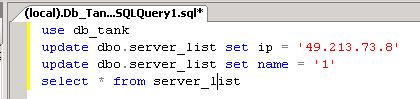 (local).Db_Tan...SQLQuery1.sql*
use db_tank
update dbo.server_list set ip = '49.213.73.8'
update dbo.server_list set name = '1'
select * from server_list